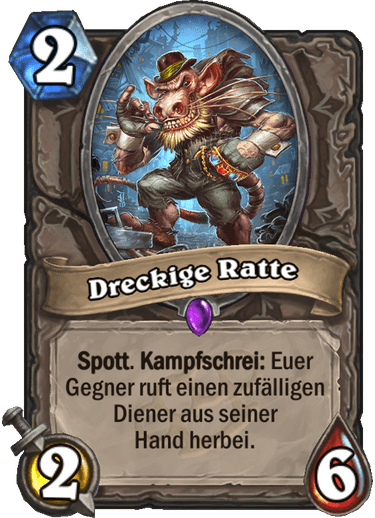 2
Dreckige Ratte
Spott. Kampfschrei: Euer
Gegner ruft einen zufälligen
Diener aus seiner
Hand herbei.
2
6